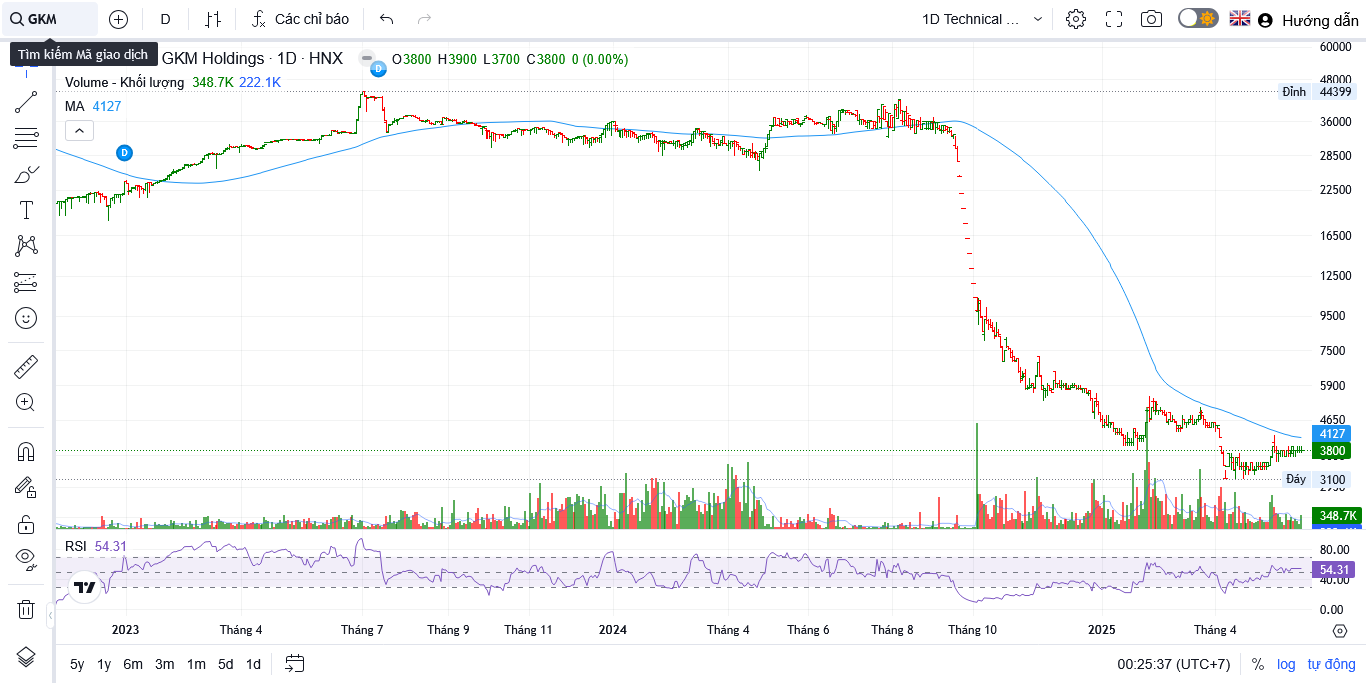 GKM D Các chỉ báo 1D Technical ... Hướng dẫn
Tìm kiếm Mã giao dịch
GKM Holdings · 1D · HNX O3800 H3900 L3700 C3800 0 (0.00%)
D
Volume - Khối lượng 348.7K 222.1K
MA 4127
D
60000
48000
Đỉnh 44399
36000
28500
22500
16500
12500
9500
7500
5900
4650
4127
3800
Đáy 3100
348.7K
RSI 54.31
80.00
54.31
40.00
0.00
2023 Tháng 4 Tháng 7 Tháng 9 Tháng 11 2024 Tháng 4 Tháng 6 Tháng 8 Tháng 10 2025 Tháng 4
5y 1y 6m 3m 1m 5d 1d 00:25:37 (UTC+7) % log tự động